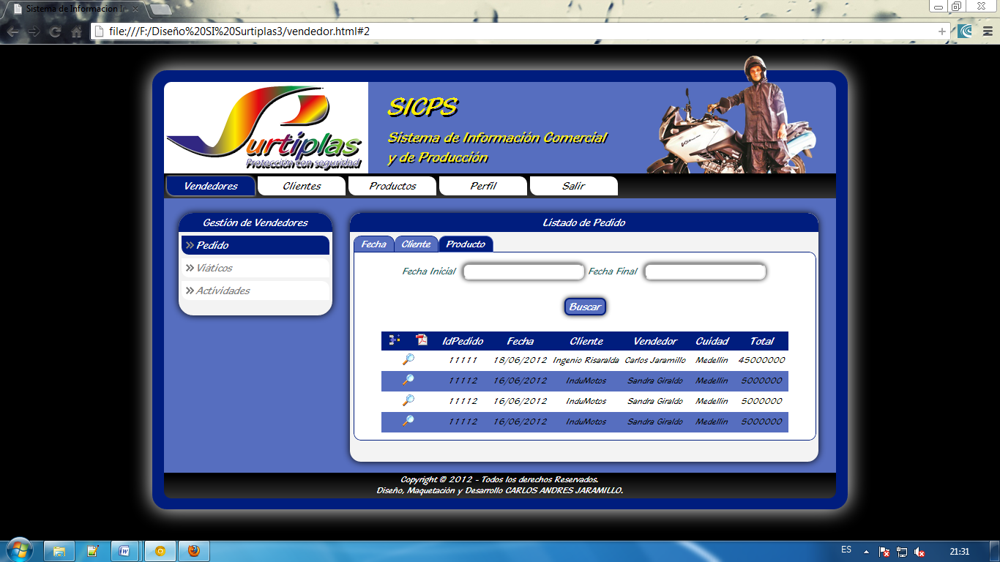 Sistema de Informacion I
file:///F:/Diseño%20SI%20Surtiplas3/vendedor.html#2
urtiplas
Protección con seguridad
SICPS
Sistema de Información Comercial
y de Producción
Vendedores Clientes Productos Perfil Salir
Gestión de Vendedores
Pedido
Viáticos
Actividades
Listado de Pedido
Fecha Cliente Producto
Fecha Inicial Fecha Final
Buscar
IdPedido Fecha Cliente Vendedor Cuidad Total
11111 18/06/2012 Ingenio Risaralda Carlos Jaramillo Medellin 45000000
11112 16/06/2012 InduMotos Sandra Giraldo Medellin 5000000
11112 16/06/2012 InduMotos Sandra Giraldo Medellin 5000000
11112 16/06/2012 InduMotos Sandra Giraldo Medellin 5000000
Copyright © 2012 - Todos los derechos Reservados.
Diseño, Maquetación y Desarrollo CARLOS ANDRES JARAMILLO.
ES 21:31